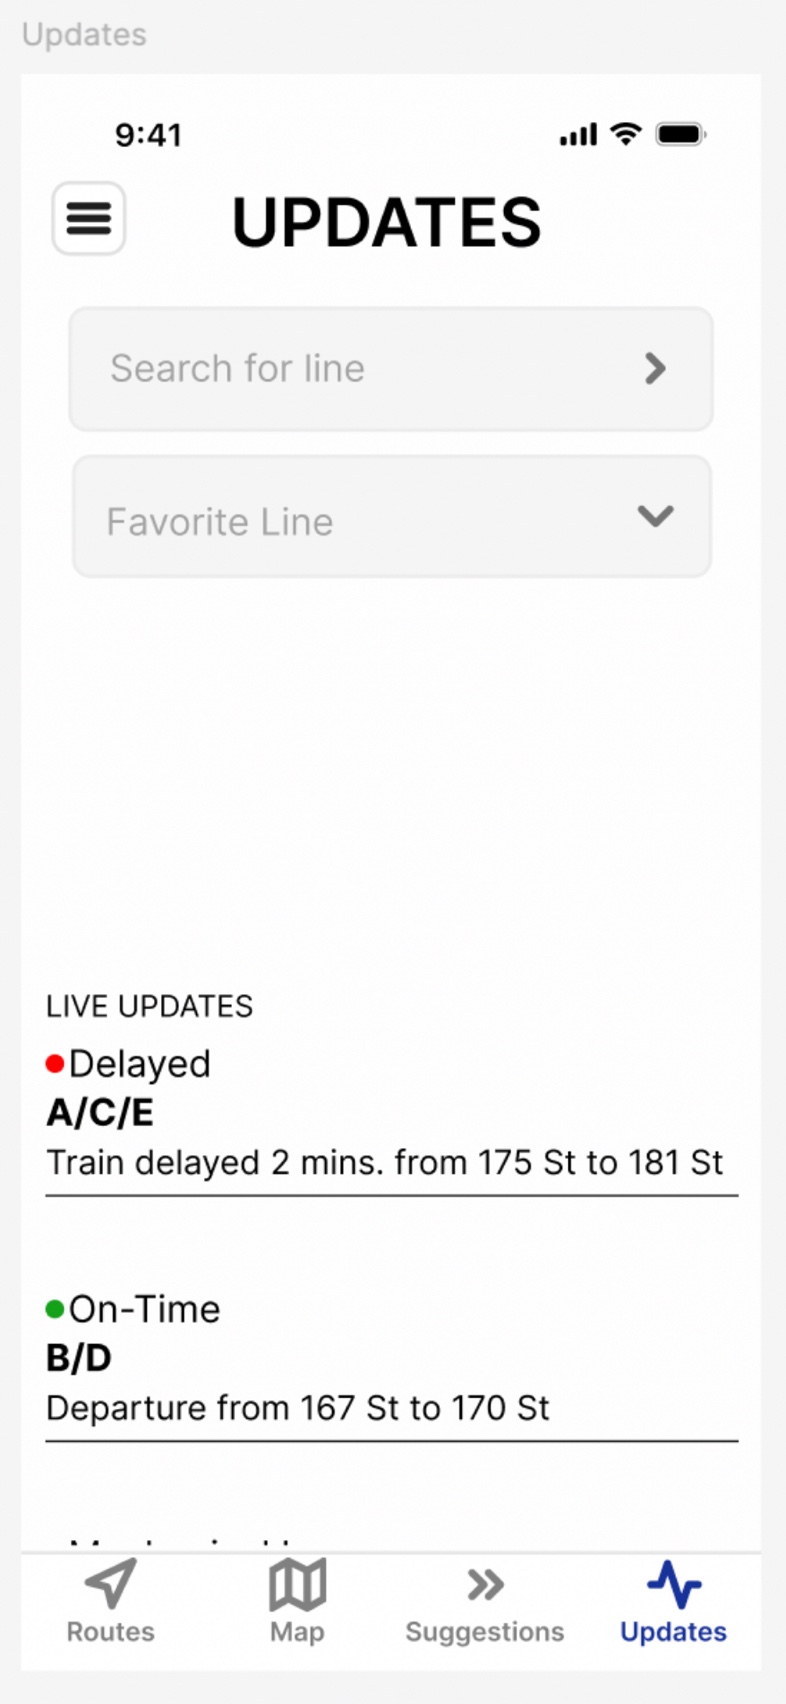 Updates
9:41
UPDATES
Search for line
Favorite Line
LIVE UPDATES
Delayed
A/C/E
Train delayed 2 mins. from 175 St to 181 St
On-Time
B/D
Departure from 167 St to 170 St
Routes
Map
Suggestions
Updates